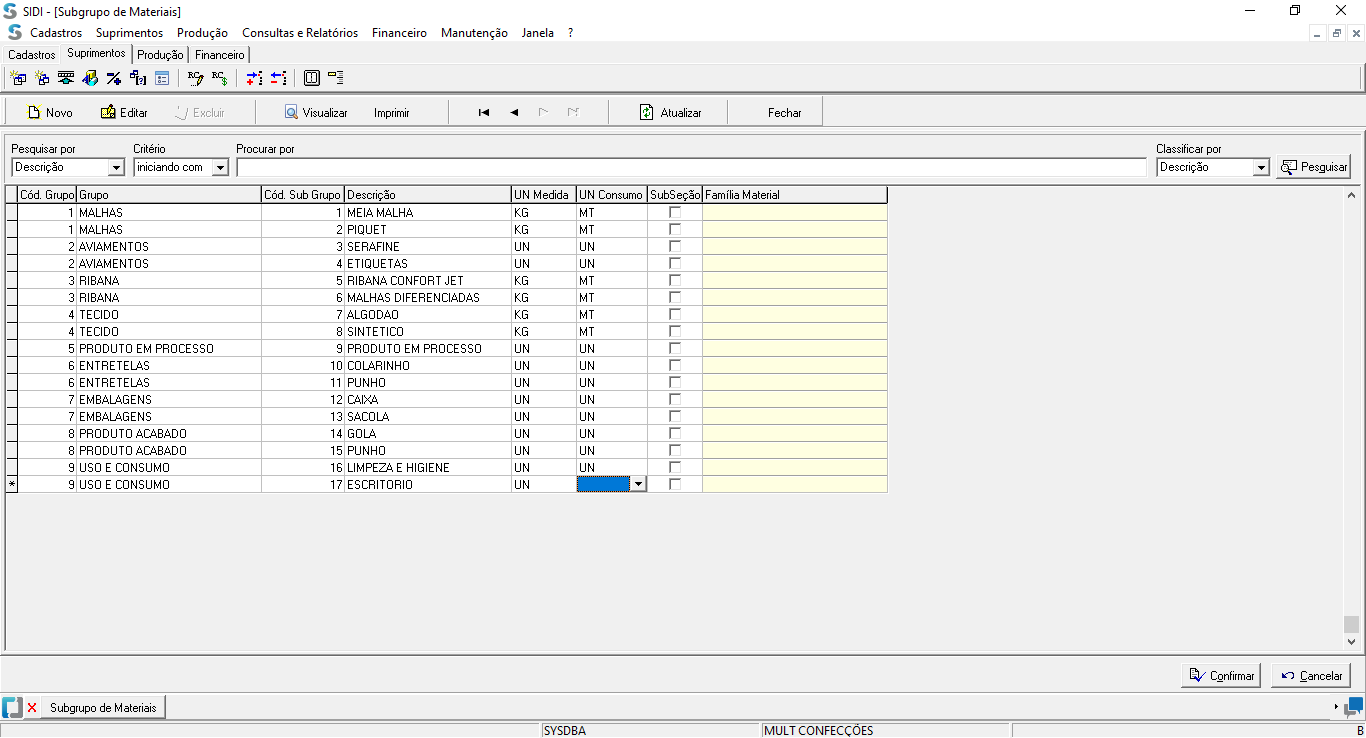 SIDI - [Subgrupo de Materiais]
Cadastros Suprimentos Produção Consultas e Relatórios Financeiro Manutenção Janela ?
Cadastros Suprimentos Produção Financeiro
Novo Editar Excluir Visualizar Imprimir Atualizar Fechar
Pesquisar por Critério Procurar por Classificar por
Descrição iniciando com Descrição Pesquisar
Cód. Grupo Grupo Cód. Sub Grupo Descrição UN Medida UN Consumo SubSeção Família Material
1 MALHAS 1 MEIA MALHA KG MT
1 MALHAS 2 PIQUET KG MT
2 AVIAMENTOS 3 SERAFINE UN UN
2 AVIAMENTOS 4 ETIQUETAS UN UN
3 RIBANA 5 RIBANA CONFORT JET KG MT
3 RIBANA 6 MALHAS DIFERENCIADAS KG MT
4 TECIDO 7 ALGODAO KG MT
4 TECIDO 8 SINTETICO KG MT
5 PRODUTO EM PROCESSO 9 PRODUTO EM PROCESSO UN UN
6 ENTRETELAS 10 COLARINHO UN UN
6 ENTRETELAS 11 PUNHO UN UN
7 EMBALAGENS 12 CAIXA UN UN
7 EMBALAGENS 13 SACOLA UN UN
8 PRODUTO ACABADO 14 GOLA UN UN
8 PRODUTO ACABADO 15 PUNHO UN UN
9 USO E CONSUMO 16 LIMPEZA E HIGIENE UN UN
* 9 USO E CONSUMO 17 ESCRITORIO UN
Confirmar Cancelar
Subgrupo de Materiais
SYSDBA MULT CONFECÇÕES B